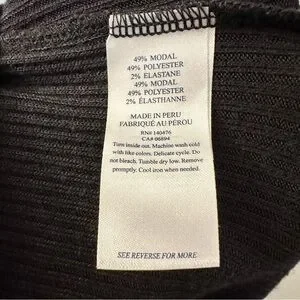 49% MODAL
49% POLYESTER
2% ELASTANE
49% MODAL
49% POLYESTER
2% ÉLASTHANNE
MADE IN PERU
FABRIQUÉ AU PÉROU
RN# 140476
CA# 06894
Turn inside out. Machine wash cold
with like colors. Delicate cycle. Do
not bleach. Tumble dry low. Remove
promptly. Cool iron when needed.
SEE REVERSE FOR MORE